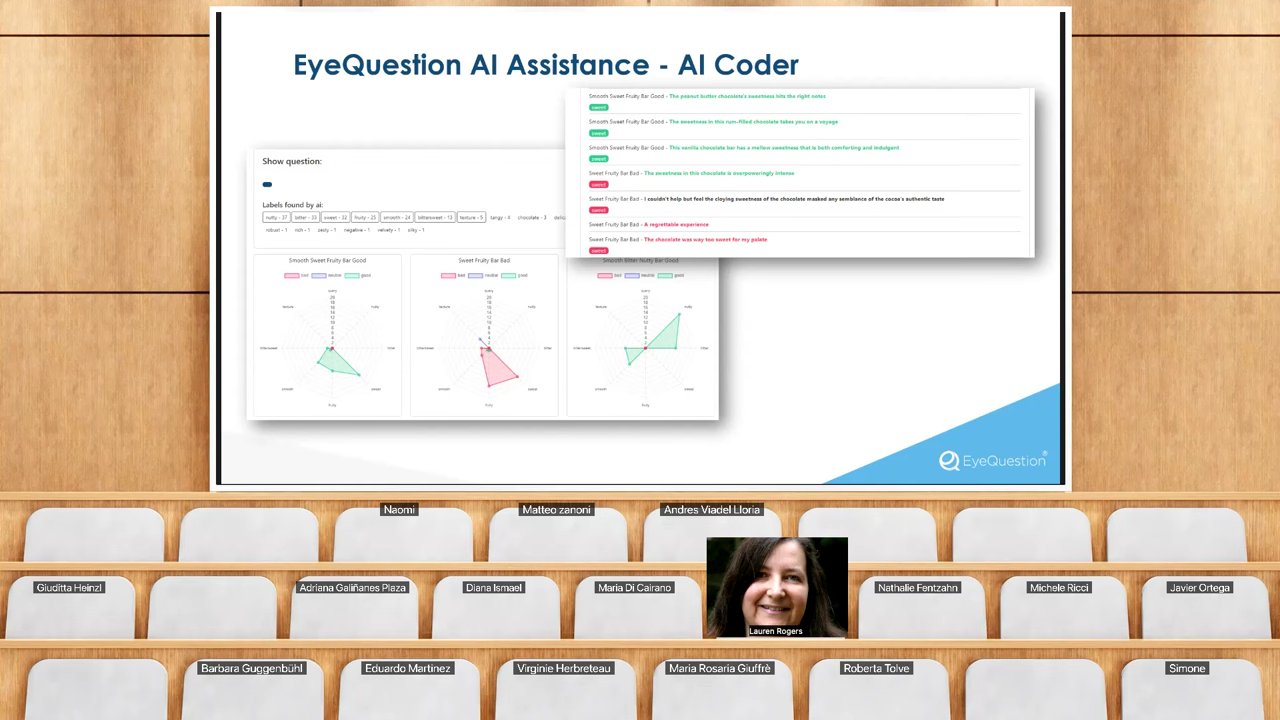 EyeQuestion AI Assistance - AI Coder
Smooth Sweet Fruity Bar Good - The peanut butter chocolate's sweetness hits the right notes
sweet
Smooth Sweet Fruity Bar Good - The sweetness in this rum-filled chocolate takes you on a voyage
sweet
Smooth Sweet Fruity Bar Good - This vanilla chocolate bar has a mellow sweetness that is both comforting and indulgent
sweet
Sweet Fruity Bar Bad - The sweetness in this chocolate is overpoweringly intense
sweet
Sweet Fruity Bar Bad - I couldn't help but feel the cloying sweetness of the chocolate masked any semblance of the cocoa's authentic taste
sweet
Sweet Fruity Bar Bad - A regrettable experience
Sweet Fruity Bar Bad - The chocolate was way too sweet for my palate
sweet
Show question:
Labels found by ai:
nutty - 37 bitter - 33 sweet - 32 fruity - 25 smooth - 24 bittersweet - 13 texture - 5 tangy - 4 chocolate - 3
robust - 1 rich - 1 zesty - 1 negative - 1 velvety - 1 silky - 1
Smooth Sweet Fruity Bar Good
bad neutral good
Sweet Fruity Bar Bad
bad neutral good
Smooth Bitter Nutty Bar Good
bad neutral good
EyeQuestion®
Naomi
Matteo zanoni
Andres Viadel Lloria
Giuditta Heinzl
Adriana Galiñanes Plaza
Diana Ismael
Maria Di Cairano
Lauren Rogers
Nathalie Fentzahn
Michele Ricci
Javier Ortega
Barbara Guggenbühl
Eduardo Martinez
Virginie Herbreteau
Maria Rosaria Giuffrè
Roberta Tolve
Simone